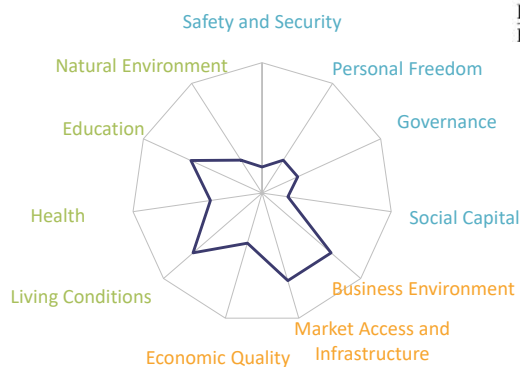 Safety and Security
Natural Environment
Personal Freedom
Education
Governance
Health
Social Capital
Living Conditions
Business Environment
Market Access and
Infrastructure
Economic Quality